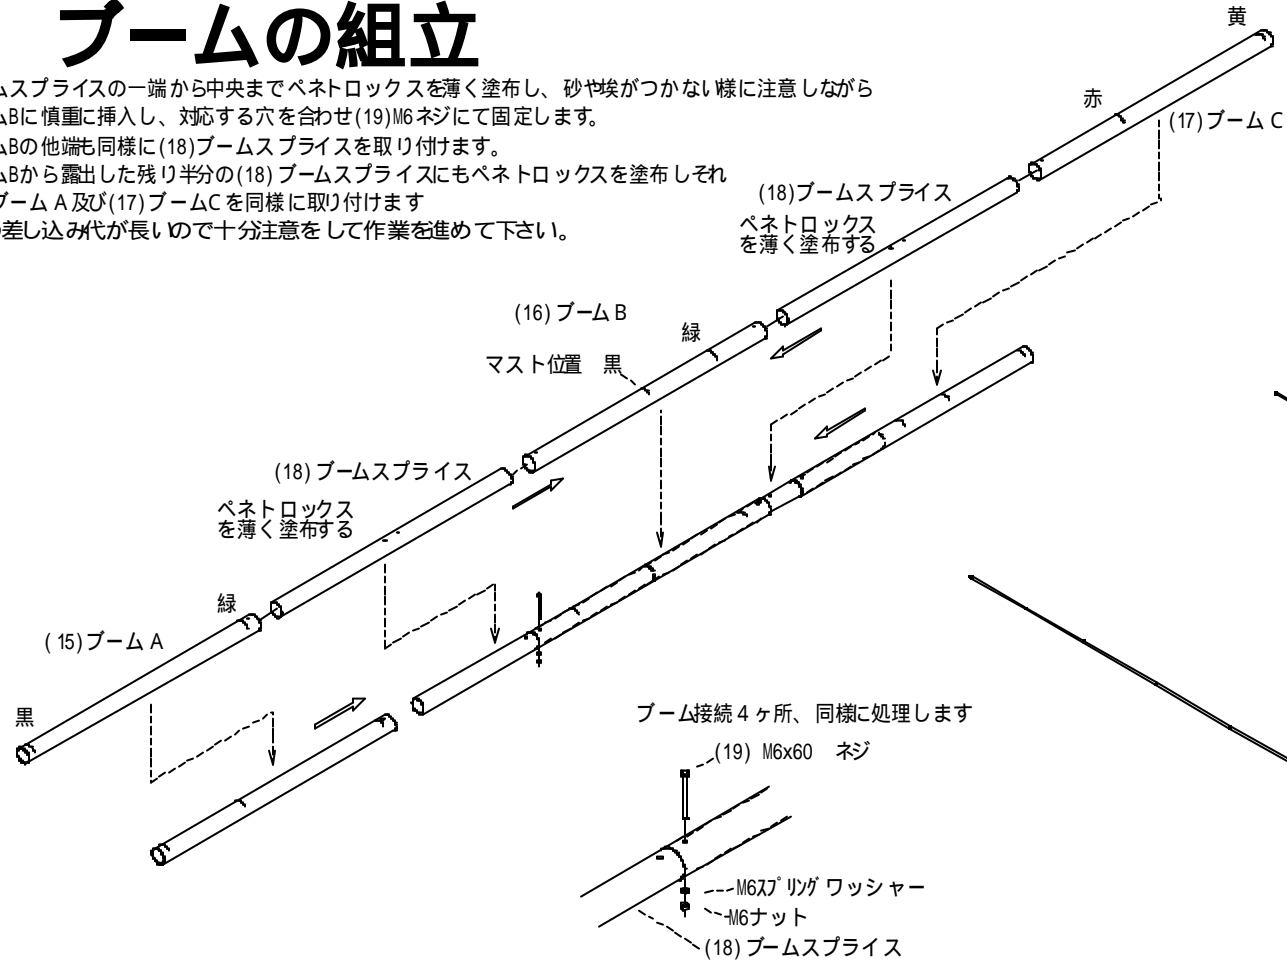 ブームの組立
ムスプライスの一端から中央までペネトロックスを薄く塗布し、砂や埃がつかない様に注意しながら
ムBに慎重に挿入し、対応する穴を合わせ(19)M6ネジにて固定します。
ムBの他端も同様に(18)ブームスプライスを取り付けます。
ムBから露出した残り半分の(18)ブームスプライスにもペネトロックスを塗布しそれ
ブームA及び(17)ブームCを同様に取り付けます
差し込み代が長いので十分注意をして作業を進めて下さい。
黄
赤
(17)ブームC
(18)ブームスプライス
ペネトロックス
を薄く塗布する
(16)ブームB
緑
マスト位置 黒
(18)ブームスプライス
ペネトロックス
を薄く塗布する
緑
(15)ブームA
黒
ブーム接続4ヶ所、同様に処理します
(19) M6x60 ネジ
M6スプリングワッシャー
M6ナット
(18)ブームスプライス